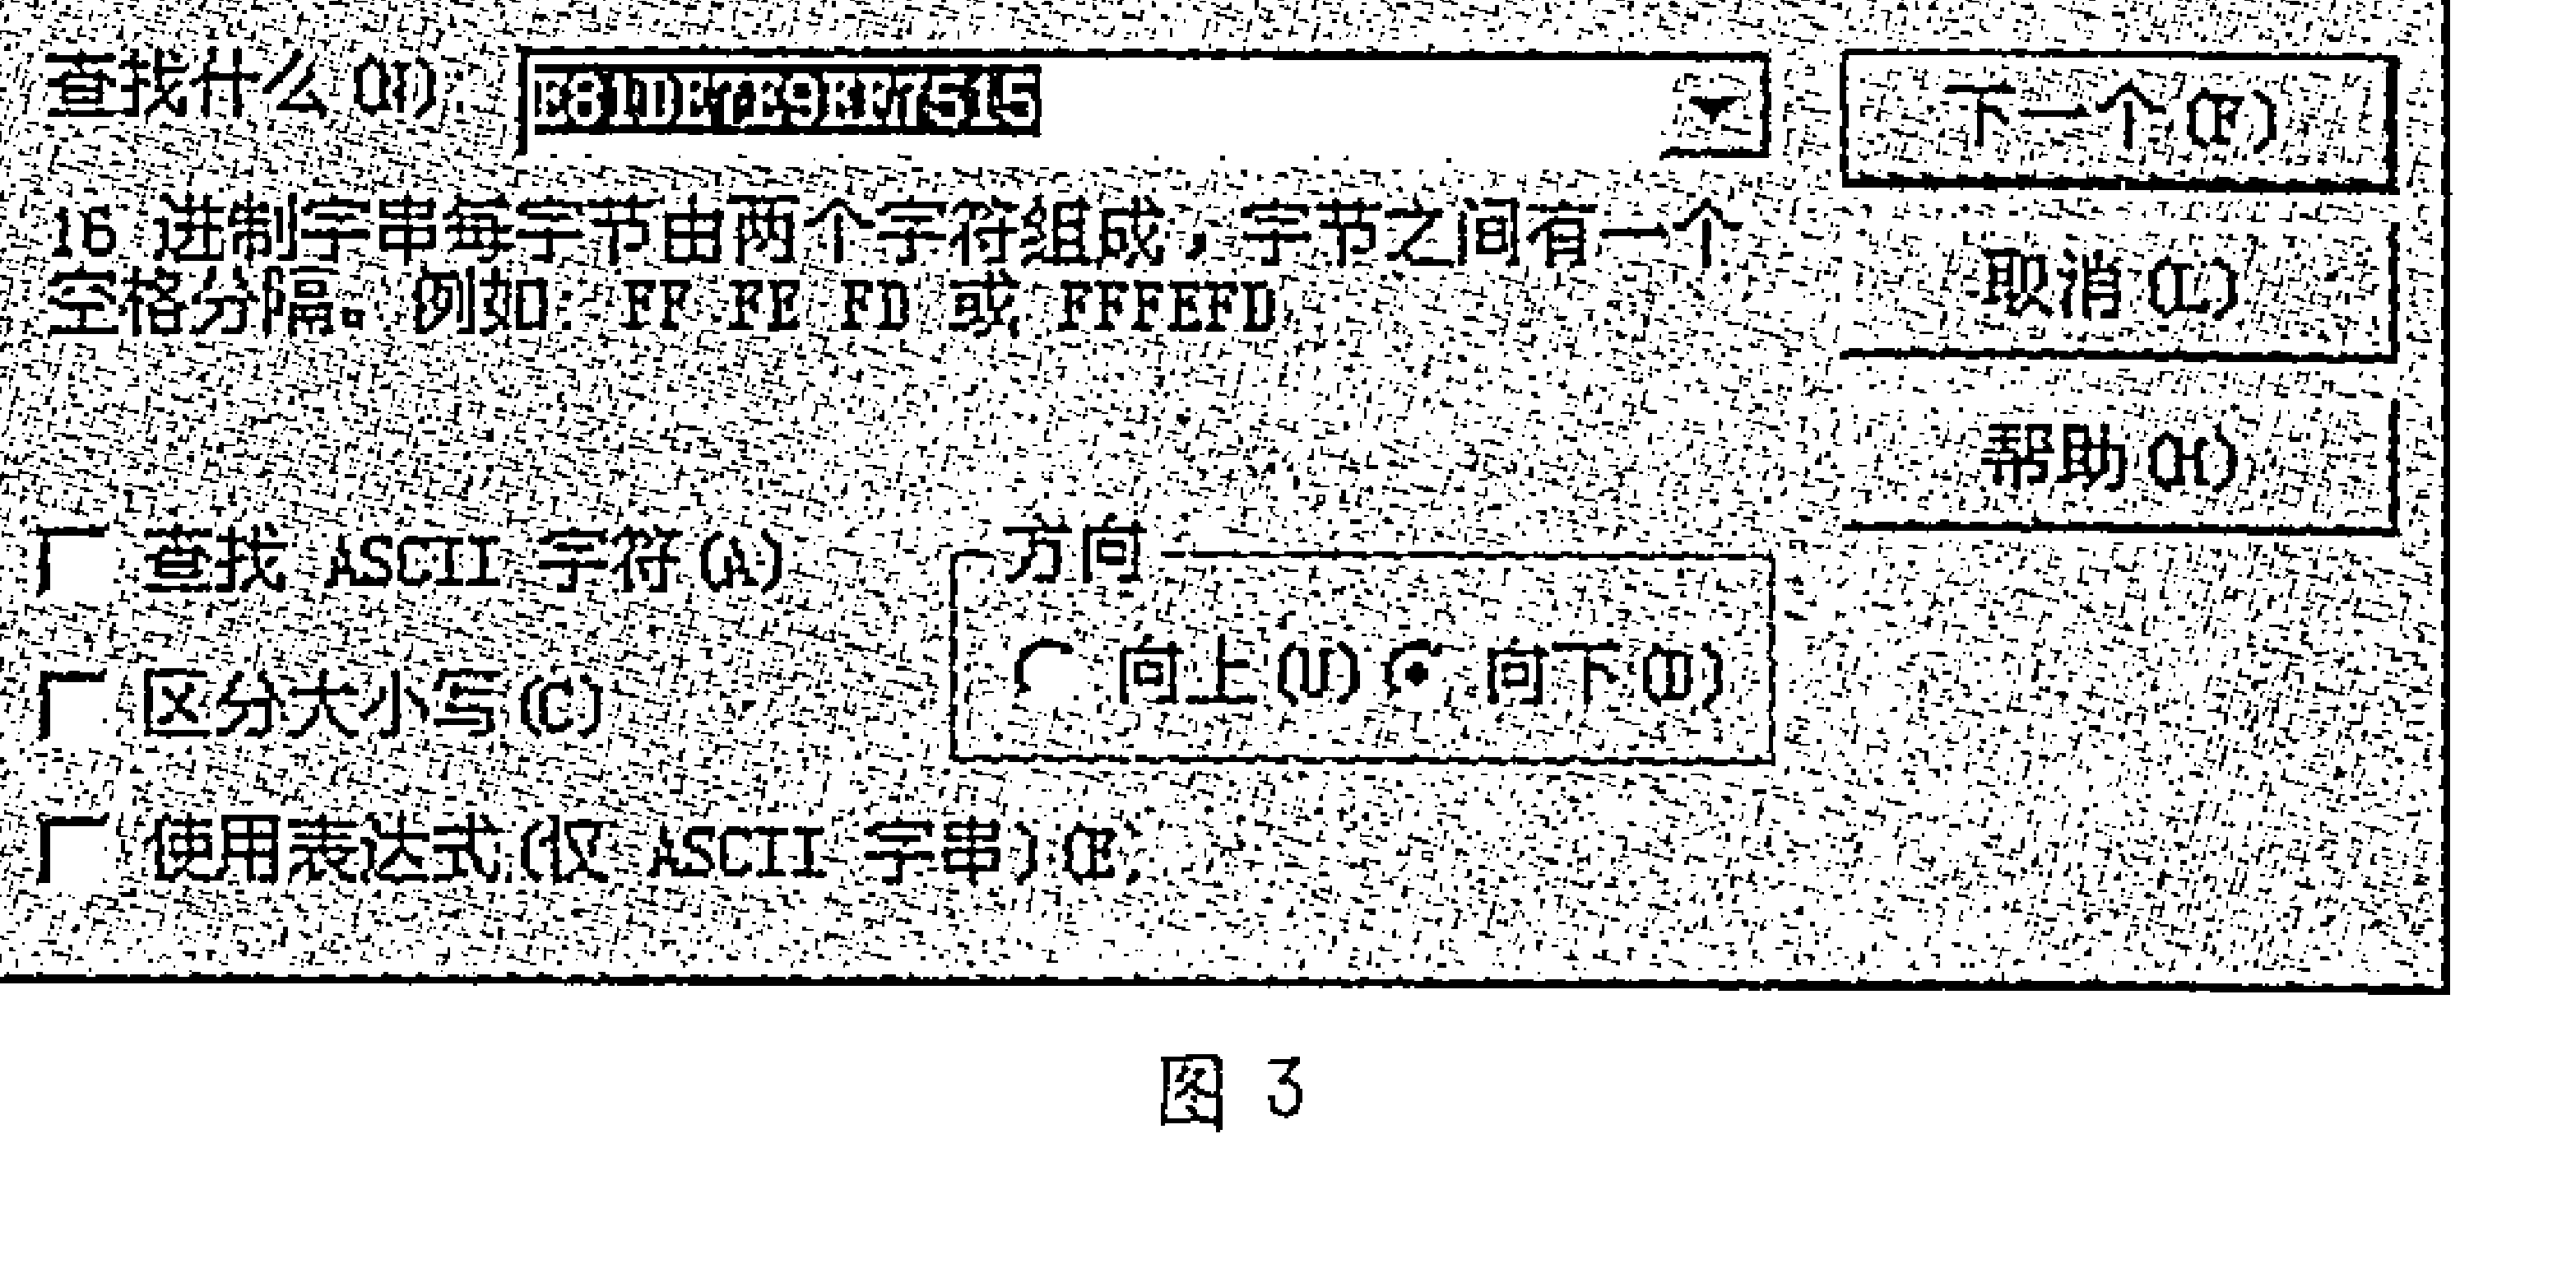 查找什么(N):
下一个(F)
16 进制字串每字节由两个字符组成，字节之间有一个
空格分隔。例如: FF FE FD 或 FFFEFD
取消(L)
帮助(H)
查找 ASCII 字符(A)
方向
向上(U) 向下(D)
区分大小写(C)
使用表达式(仅 ASCII 字串)(E)
图 3